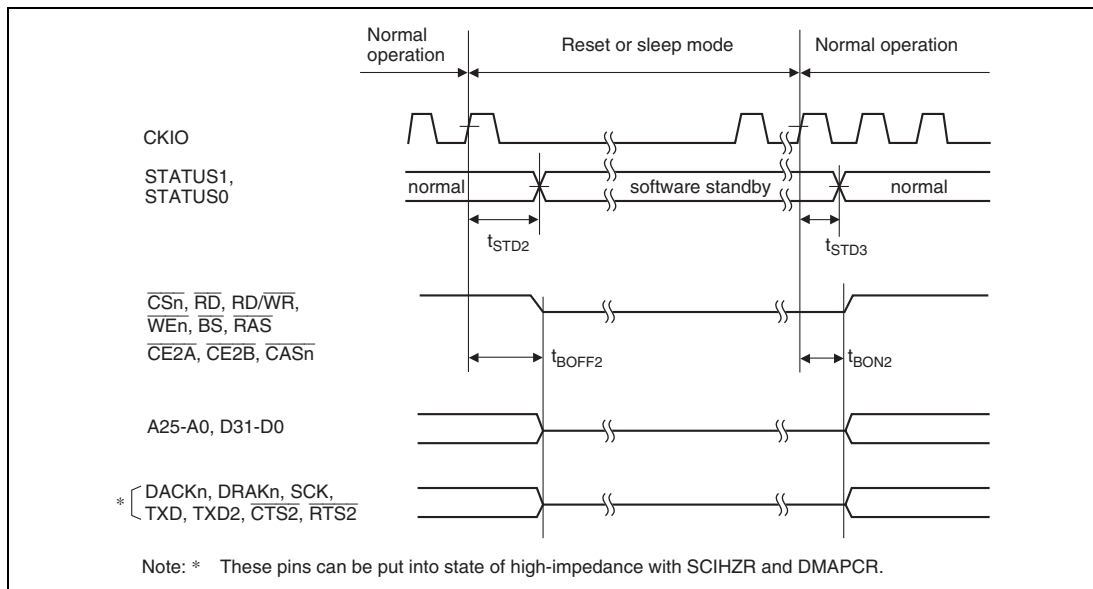 Normal operation
Reset or sleep mode
Normal operation
CKIO
STATUS1, STATUS0
normal
software standby
normal
tSTD2
tSTD3
CSn, RD, RD/WR,
WEn, BS, RAS
CE2A, CE2B, CASn
tBOFF2
tBON2
A25-A0, D31-D0
* DACKn, DRAKn, SCK,
TXD, TXD2, CTS2, RTS2
Note: * These pins can be put into state of high-impedance with SCIHZR and DMAPCR.